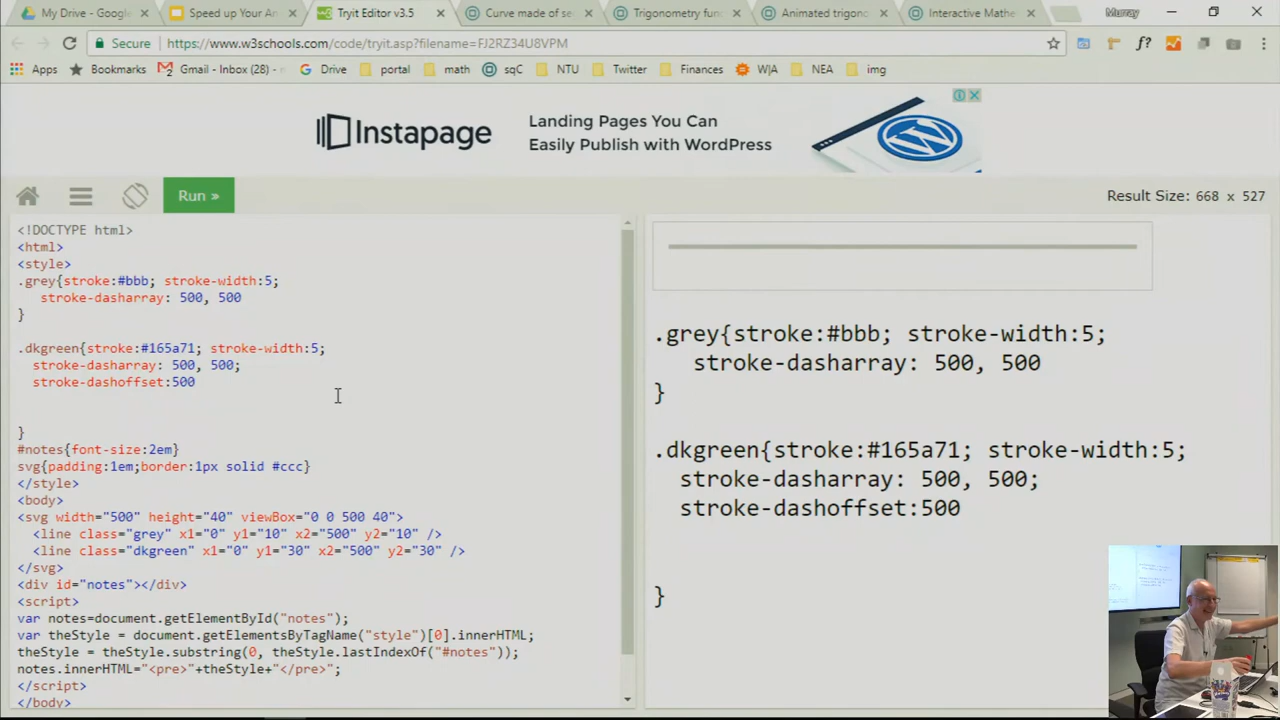 My Drive - Google
Speed up Your An
Tryit Editor v3.5
Curve made of se
Trigonometry fun
Animated trigono
Interactive Mathe
Murray
Secure
https://www.w3schools.com/code/tryit.asp?filename=FJ2RZ34U8VPM
f?
Apps
Bookmarks
Gmail - Inbox (28) -
Drive
portal
math
sqC
NTU
Twitter
Finances
WJA
NEA
img
Instapage
Landing Pages You Can
Easily Publish with WordPress
Run »
Result Size: 668 x 527
<!DOCTYPE html>
<html>
<style>
.grey{stroke:#bbb; stroke-width:5;
stroke-dasharray: 500, 500
}
.dkgreen{stroke:#165a71; stroke-width:5;
stroke-dasharray: 500, 500;
stroke-dashoffset:500
}
#notes{font-size:2em}
svg{padding:1em;border:1px solid #ccc}
</style>
<body>
<svg width="500" height="40" viewBox="0 0 500 40">
<line class="grey" x1="0" y1="10" x2="500" y2="10" />
<line class="dkgreen" x1="0" y1="30" x2="500" y2="30" />
</svg>
<div id="notes"></div>
<script>
var notes=document.getElementById("notes");
var theStyle = document.getElementsByTagName("style")[0].innerHTML;
theStyle = theStyle.substring(0, theStyle.lastIndexOf("#notes"));
notes.innerHTML="<pre>"+theStyle+"</pre>";
</script>
</body>
.grey{stroke:#bbb; stroke-width:5;
stroke-dasharray: 500, 500
}
.dkgreen{stroke:#165a71; stroke-width:5;
stroke-dasharray: 500, 500;
stroke-dashoffset:500
}